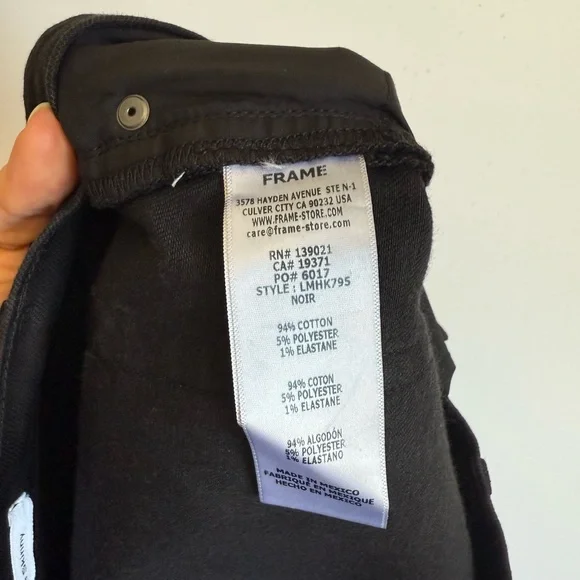 FRAME
3578 HAYDEN AVENUE STE N-1
CULVER CITY CA 90232 USA
WWW.FRAME-STORE.COM
care@frame-store.com
RN# 139021
CA# 19371
PO# 6017
STYLE : LMHK795
NOIR
94% COTTON
5% POLYESTER
1% ELASTANE
94% COTON
5% POLYESTER
1% ELASTANE
94% ALGODÓN
5% POLYESTER
1% ELASTANO
MADE IN MEXICO
FABRIQUÉ EN MEXIQUE
HECHO EN MEXICO